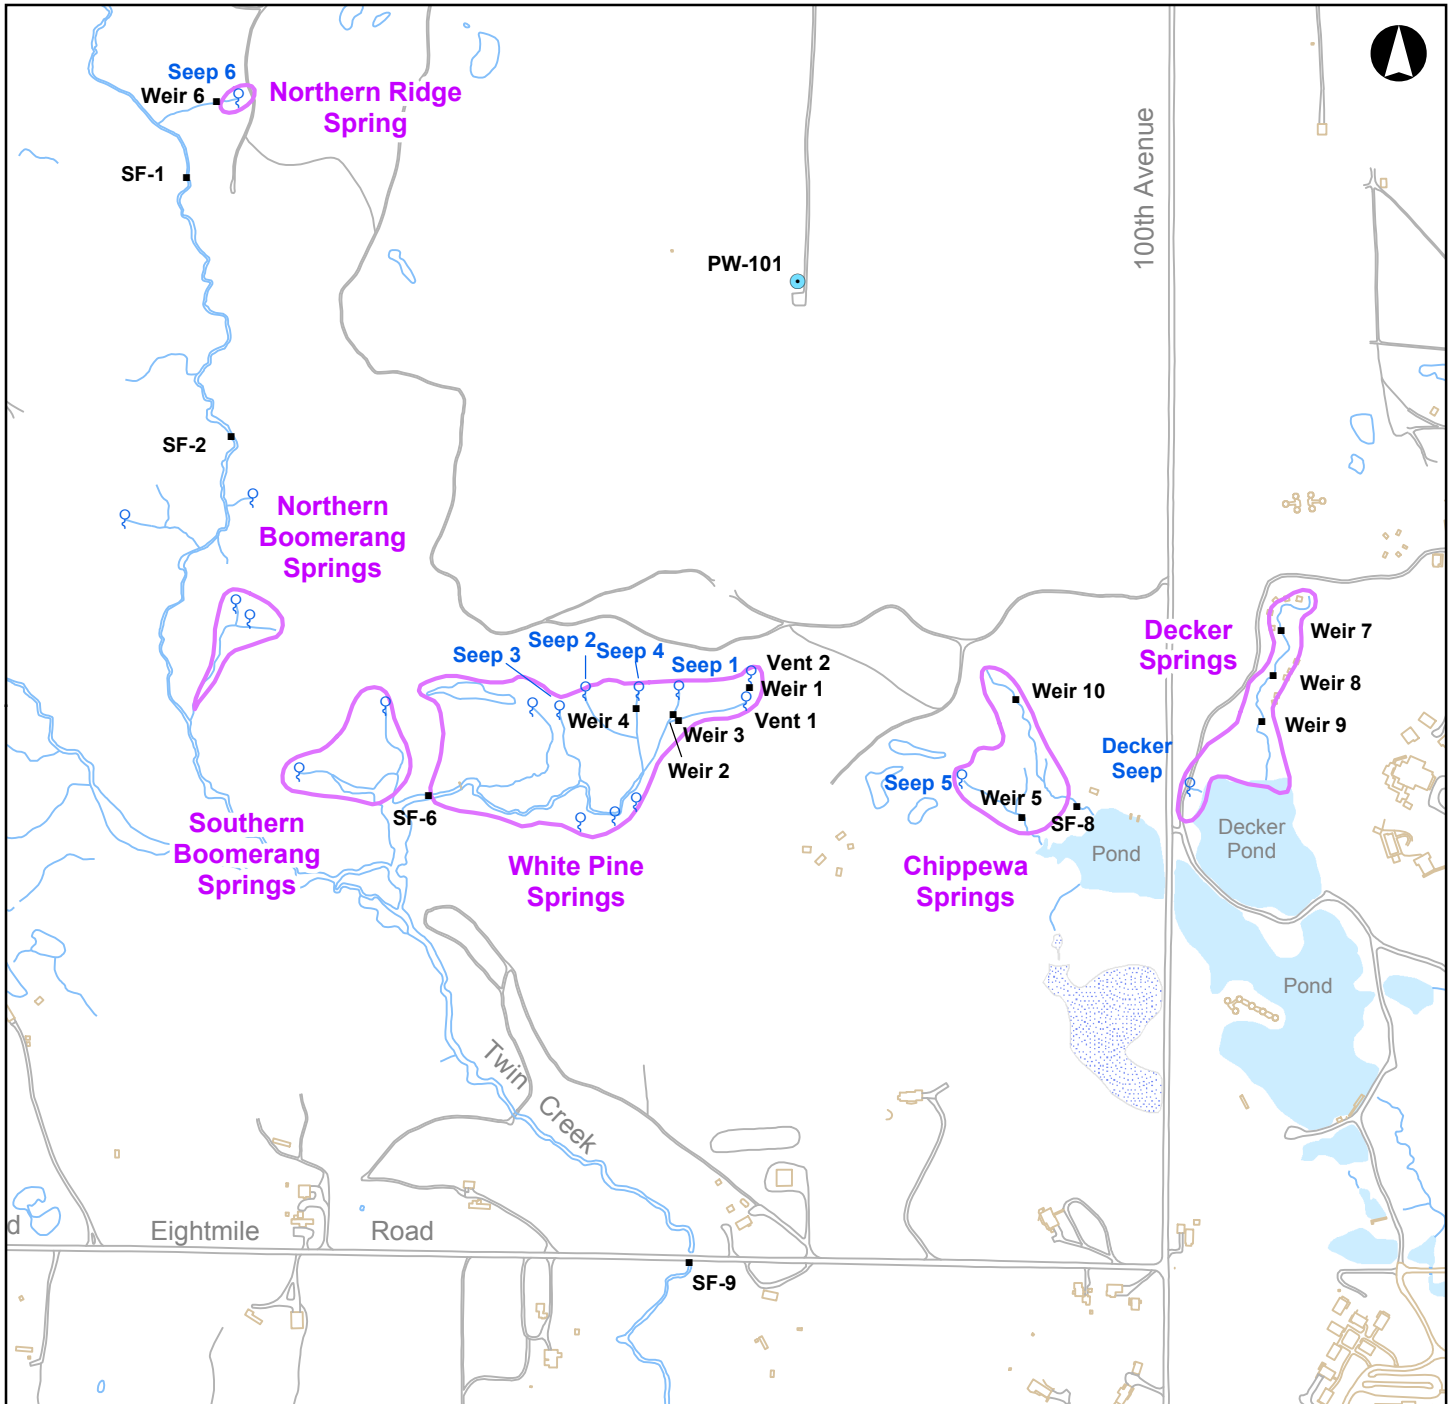 Seep 6
Weir 6
Northern Ridge
Spring
SF-1
100th Avenue
PW-101
SF-2
Northern
Boomerang
Springs
Seep 3
Seep 2
Seep 4
Seep 1
Vent 2
Weir 1
Weir 4
Vent 1
Weir 3
Weir 2
Decker
Springs
Weir 7
Weir 8
Weir 10
Weir 9
Decker
Seep
Seep 5
Weir 5
SF-8
SF-6
Southern
Boomerang
Springs
White Pine
Springs
Chippewa
Springs
Pond
Decker
Pond
Pond
Twin
Creek
d
Eightmile
Road
SF-9